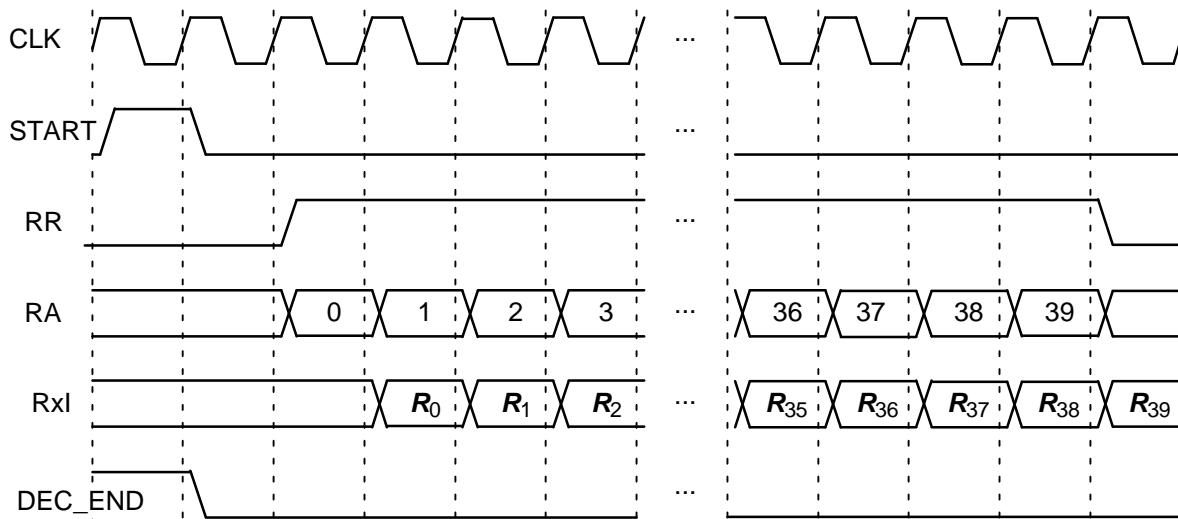 CLK ...
START ...
RR ...
RA 0 1 2 3 ... 36 37 38 39
RxI R0 R1 R2 ... R35 R36 R37 R38 R39
DEC_END ...